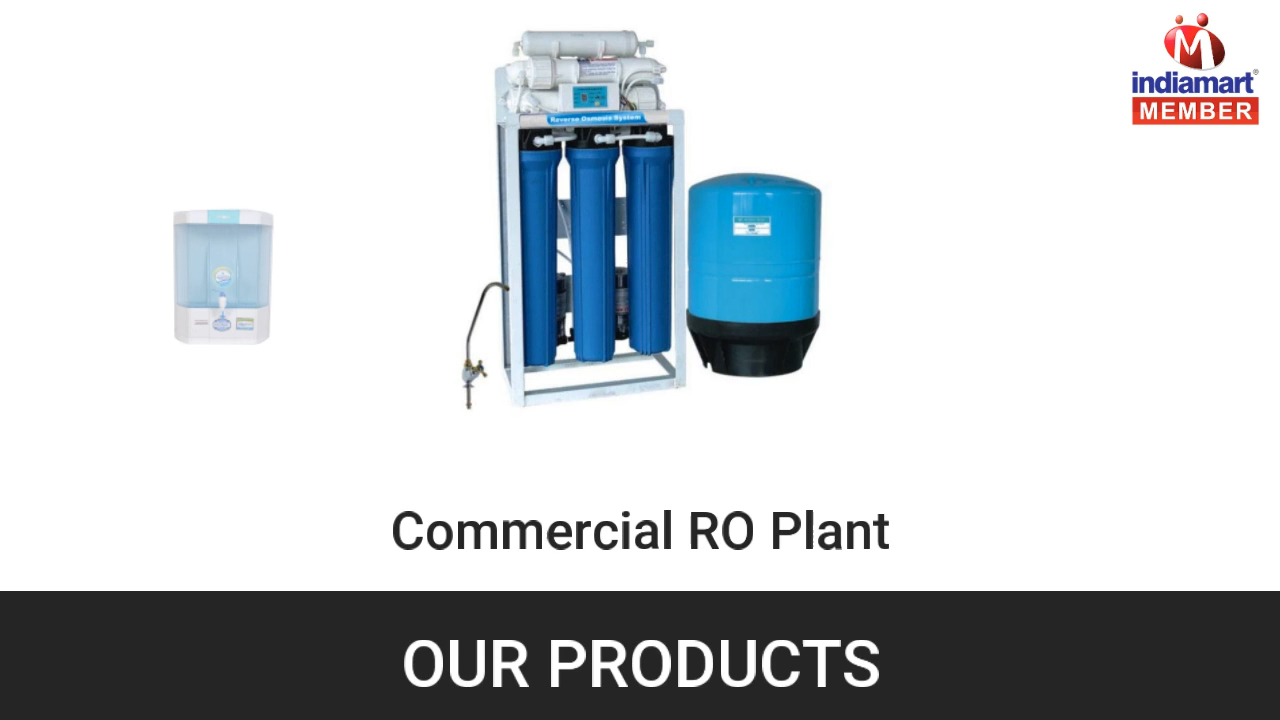 indiamart
MEMBER
Reverse Osmosis System
Commercial RO Plant
OUR PRODUCTS